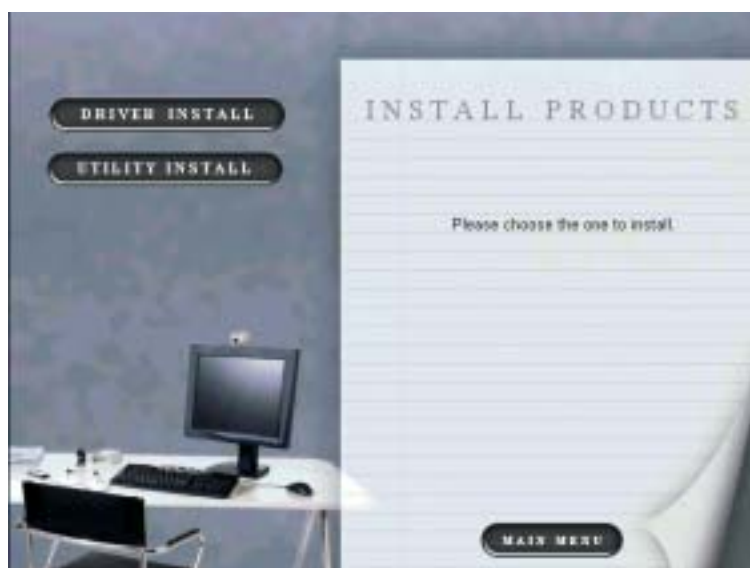 DRIVER INSTALL
UTILITY INSTALL
INSTALL PRODUCTS
Please choose the one to install.
MAIN MENU